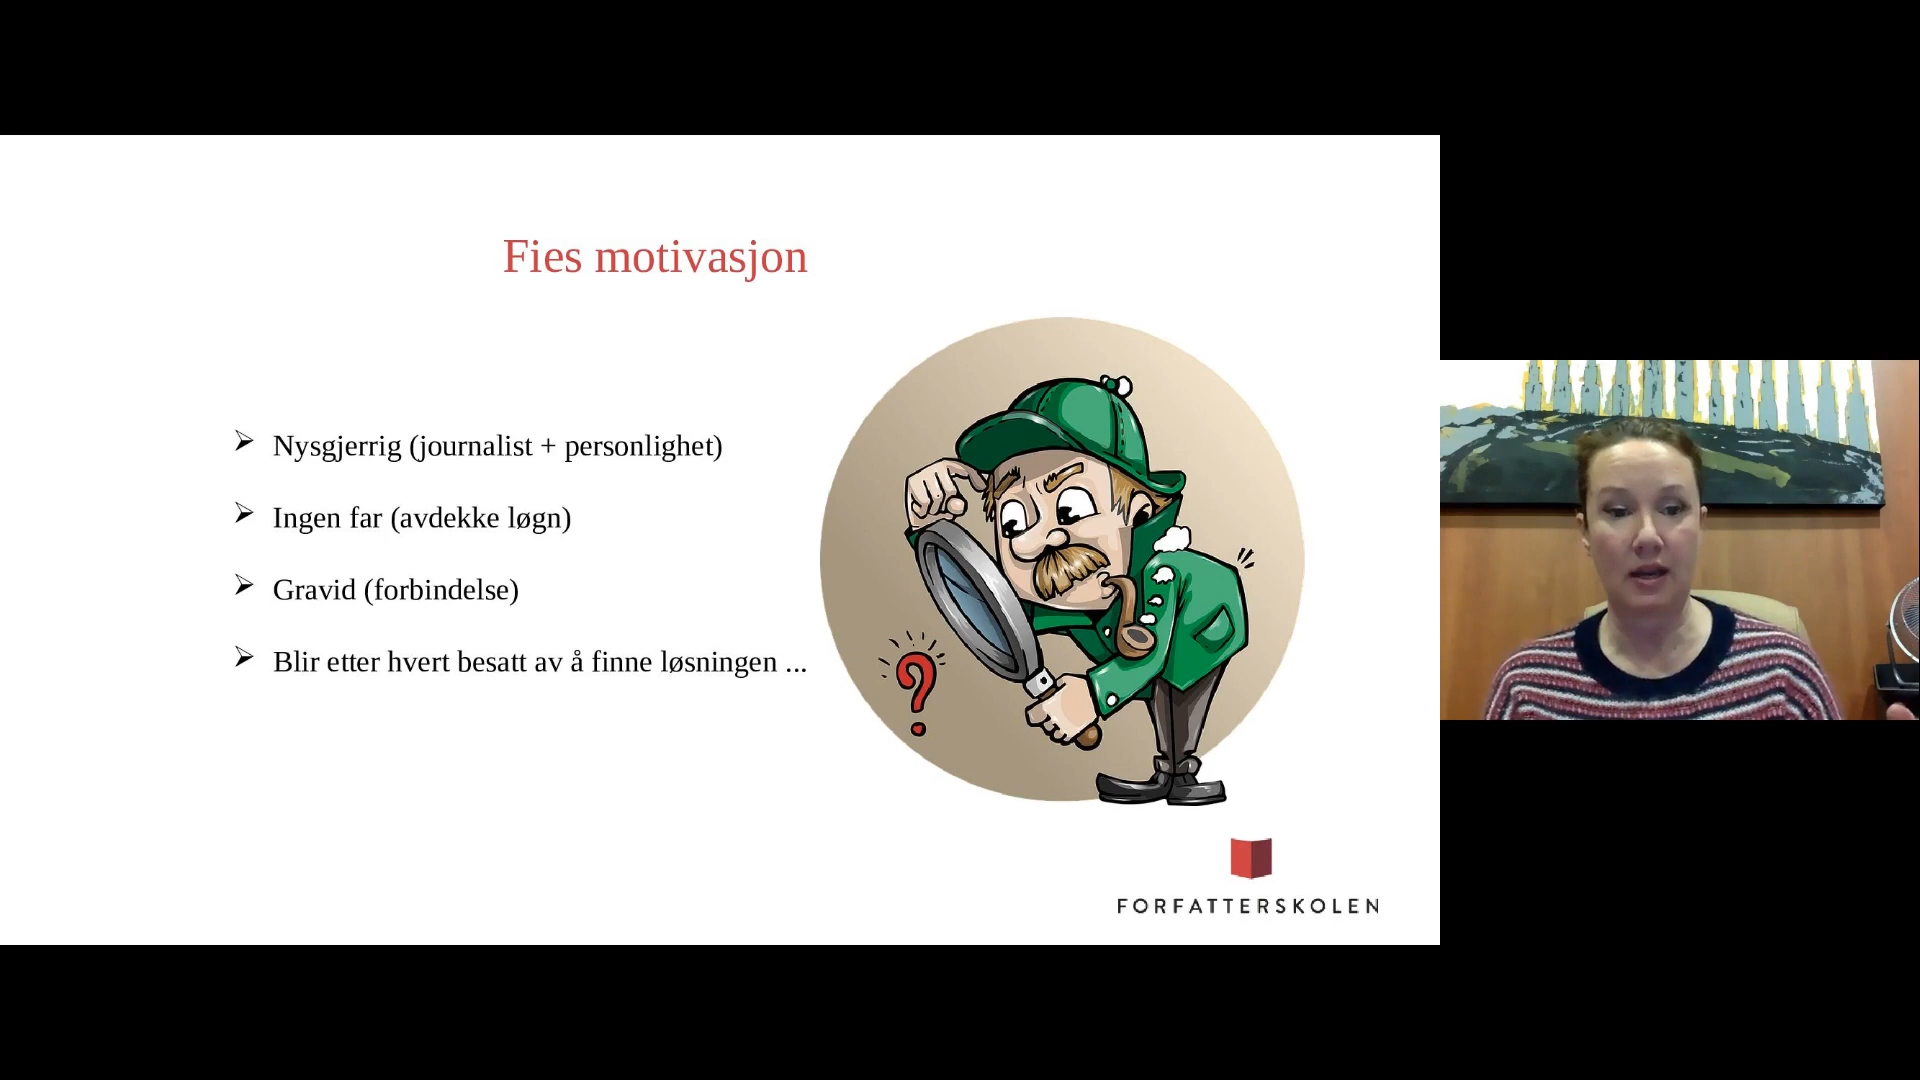 Fies motivasjon
Nysgjerrig (journalist + personlighet)
Ingen far (avdekke løgn)
Gravid (forbindelse)
Blir etter hvert besatt av å finne løsningen ...
?
FORFATTERSKOLEN